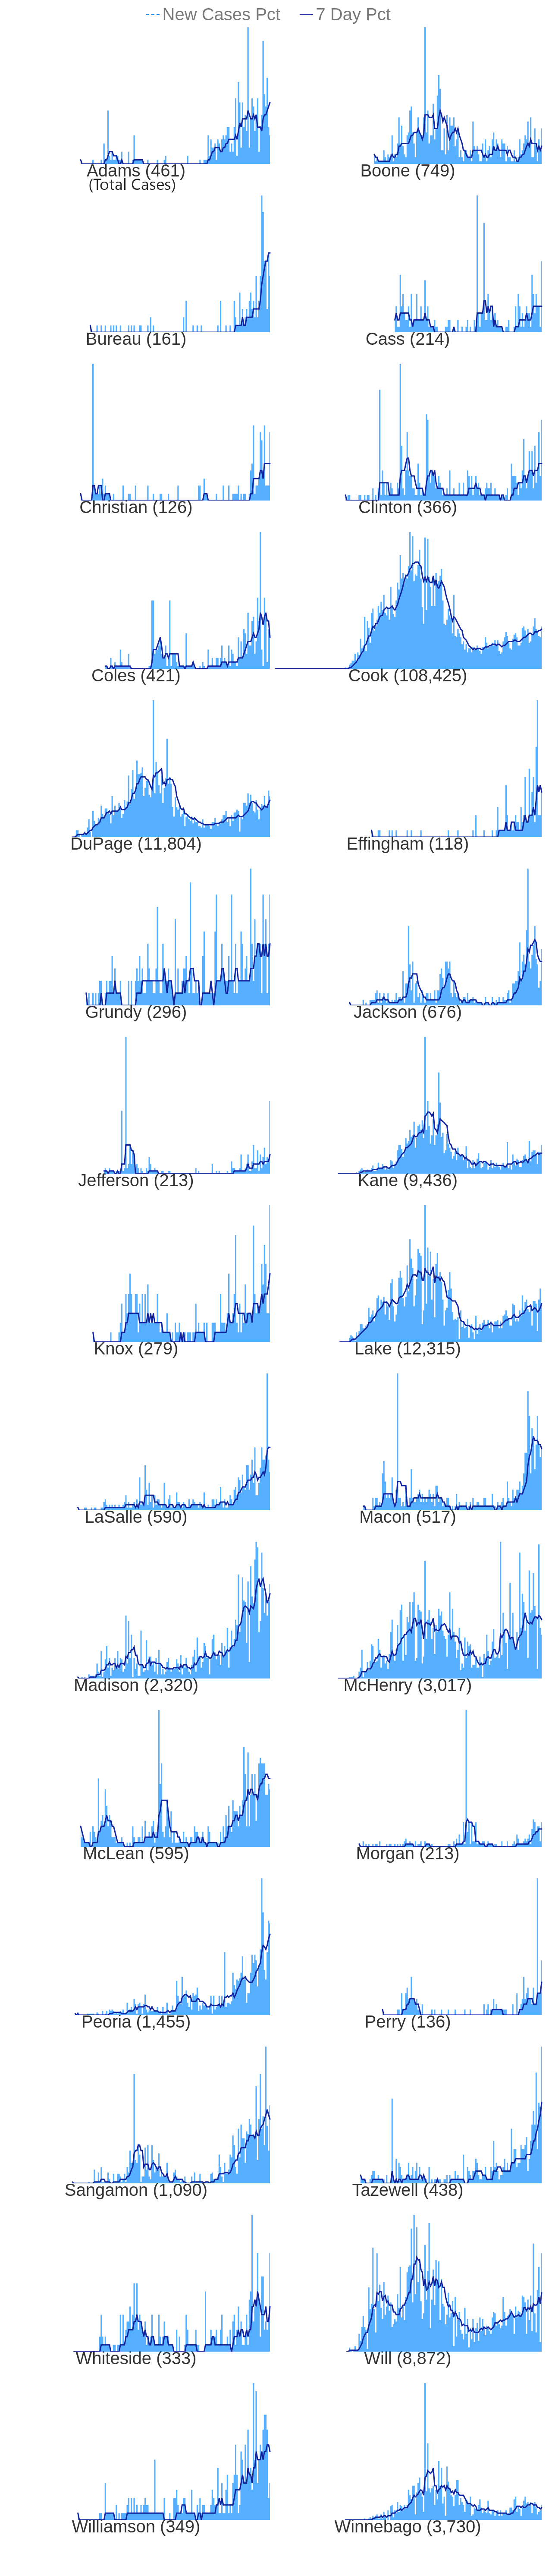 New Cases Pct 7 Day Pct
Adams (461) Boone (749)
(Total Cases)
Bureau (161) Cass (214)
Christian (126) Clinton (366)
Coles (421) Cook (108,425)
DuPage (11,804) Effingham (118)
Grundy (296) Jackson (676)
Jefferson (213) Kane (9,436)
Knox (279) Lake (12,315)
LaSalle (590) Macon (517)
Madison (2,320) McHenry (3,017)
McLean (595) Morgan (213)
Peoria (1,455) Perry (136)
Sangamon (1,090) Tazewell (438)
Whiteside (333) Will (8,872)
Williamson (349) Winnebago (3,730)